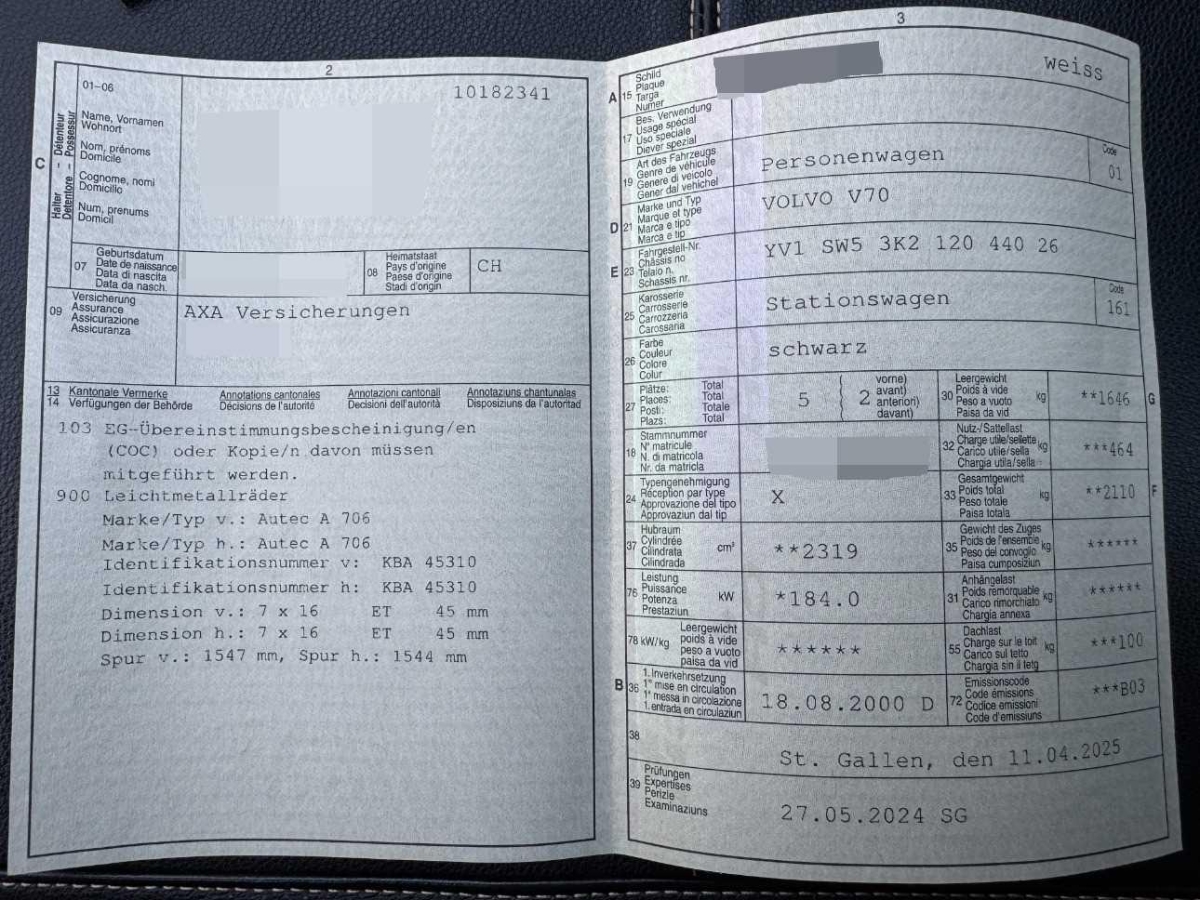 2
01-06
10182341
C
Halter - Détenteur
Detentore - Possessur
Name, Vornamen
Wohnort
Nom, prénoms
Domicile
Cognome, nomi
Domicilio
Num, prenums
Domicil
07
Geburtsdatum
Date de naissance
Data di nascita
Data da nasch.
08
Heimatstaat
Pays d'origine
Paese d'origine
Stadi d'origin
CH
09
Versicherung
Assurance
Assicurazione
Assicuranza
AXA Versicherungen
13 Kantonale Vermerke Annotations cantonales Annotazioni cantonali Annotaziuns chantunalas
14 Verfügungen der Behörde Décisions de l'autorité Decisioni dell'autorità Disposiziuns da l'autoritad
103 EG-Übereinstimmungsbescheinigung/en
(COC) oder Kopie/n davon müssen
mitgeführt werden.
900 Leichtmetallräder
Marke/Typ v.: Autec A 706
Marke/Typ h.: Autec A 706
Identifikationsnummer v: KBA 45310
Identifikationsnummer h: KBA 45310
Dimension v.: 7 x 16 ET 45 mm
Dimension h.: 7 x 16 ET 45 mm
Spur v.: 1547 mm, Spur h.: 1544 mm
3
A 15
Schild
Plaque
Targa
Numer
weiss
17
Bes. Verwendung
Usage spécial
Uso speciale
Diever spezial
19
Art des Fahrzeugs
Genre de véhicule
Genere di veicolo
Gener dal vehichel
Personenwagen
Code
01
D 21
Marke und Typ
Marque et type
Marca e tipo
Marca e tip
VOLVO V70
E 23
Fahrgestell-Nr.
Châssis no
Telaio n.
Schassis nr.
YV1 SW5 3K2 120 440 26
25
Karosserie
Carrosserie
Carrozzeria
Carossaria
Stationswagen
Code
161
26
Farbe
Couleur
Colore
Colur
schwarz
27
Plätze: Total
Places: Total
Posti: Totale
Plazs: Total
5
2
vorne)
avant)
anteriori)
davant)
30
Leergewicht
Poids à vide
Peso a vuoto
Paisa da vid
kg
**1646
G
18
Stammnummer
N° matricule
N. di matricola
Nr. da matricla
32
Nutz-/Sattellast
Charge utile/sellette
Carico utile/sella
Chargia utila/sella
kg
***464
24
Typengenehmigung
Réception par type
Approvazione del tipo
Approvaziun dal tip
X
33
Gesamtgewicht
Poids total
Peso totale
Paisa totala
kg
**2110
F
37
Hubraum
Cylindrée
Cilindrata
Cilindrada
cm³
**2319
35
Gewicht des Zuges
Poids de l'ensemble
Peso del convoglio
Paisa cumposiziun
kg
******
76
Leistung
Puissance
Potenza
Prestaziun
kW
*184.0
31
Anhängelast
Poids remorquable
Carico rimorchiato
Chargia annexa
kg
******
78 kW/kg
Leergewicht
poids à vide
peso a vuoto
paisa da vid
******
55
Dachlast
Charge sur le toit
Carico sul tetto
Chargia sin il tetg
kg
***100
B 36
1. Inverkehrsetzung
1re mise en circulation
1a messa in circolazione
1. entrada en circulaziun
18.08.2000 D
72
Emissionscode
Code émissions
Codice emissioni
Code d'emissiuns
***B03
38
St. Gallen, den 11.04.2025
39
Prüfungen
Expertises
Perizie
Examinaziuns
27.05.2024 SG